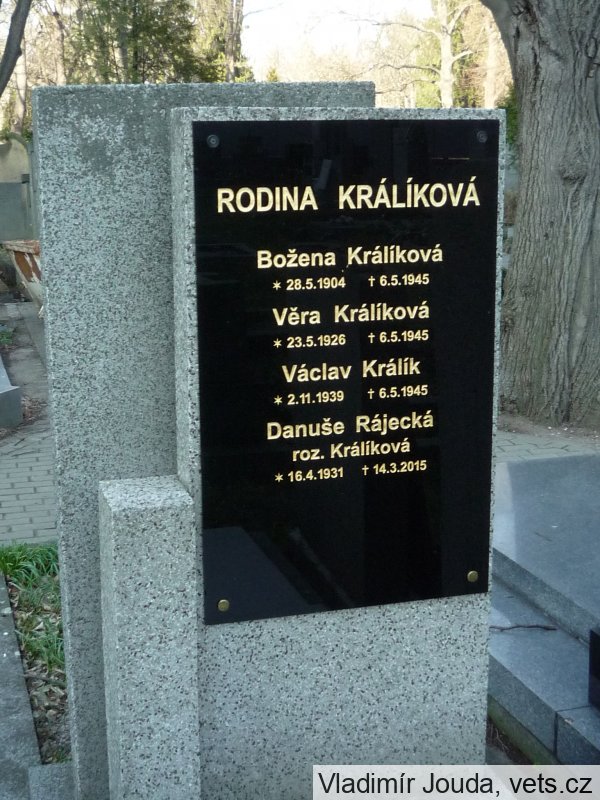 RODINA KRÁLÍKOVÁ
Božena Králíková
✶ 28.5.1904 † 6.5.1945
Věra Králíková
✶ 23.5.1926 † 6.5.1945
Václav Králík
✶ 2.11.1939 † 6.5.1945
Danuše Rájecká
roz. Králíková
✶ 16.4.1931 † 14.3.2015
Vladimír Jouda, vets.cz